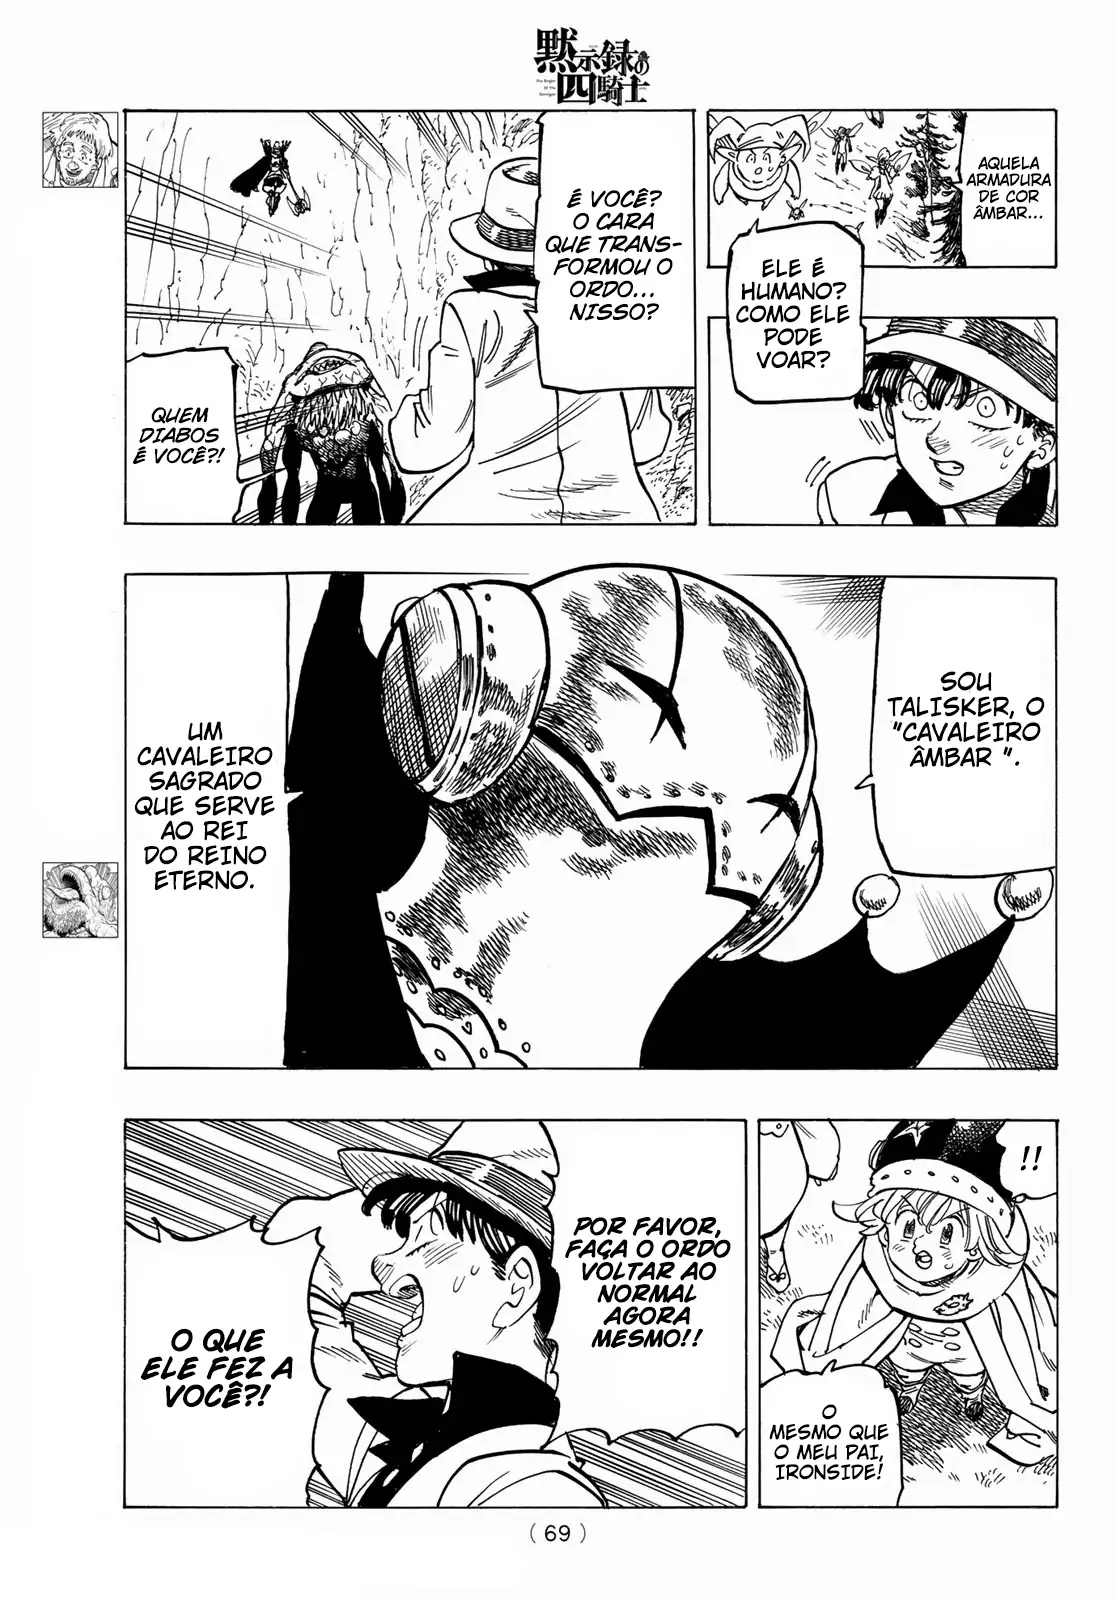 黙示録の
四騎士
AQUELA
ARMADURA
DE COR
ÂMBAR...
ELE É
HUMANO?
COMO ELE
PODE
VOAR?
É VOCÊ?
O CARA
QUE TRANS-
FORMOU O
ORDO...
NISSO?
QUEM
DIABOS
É VOCÊ?!
SOU
TALISKER, O
"CAVALEIRO
ÂMBAR ".
UM
CAVALEIRO
SAGRADO
QUE SERVE
AO REI
DO REINO
ETERNO.
!!
O
MESMO QUE
O MEU PAI,
IRONSIDE!
POR FAVOR,
FAÇA O ORDO
VOLTAR AO
NORMAL
AGORA
MESMO!!
O QUE
ELE FEZ A
VOCÊ?!
(69)